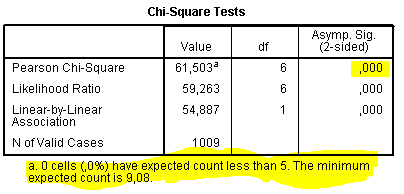 Chi-Square Tests
Value df Asymp. Sig. (2-sided)
Pearson Chi-Square 61,503a 6 ,000
Likelihood Ratio 59,263 6 ,000
Linear-by-Linear Association 54,887 1 ,000
N of Valid Cases 1009
a. 0 cells (,0%) have expected count less than 5. The minimum
expected count is 9,08.